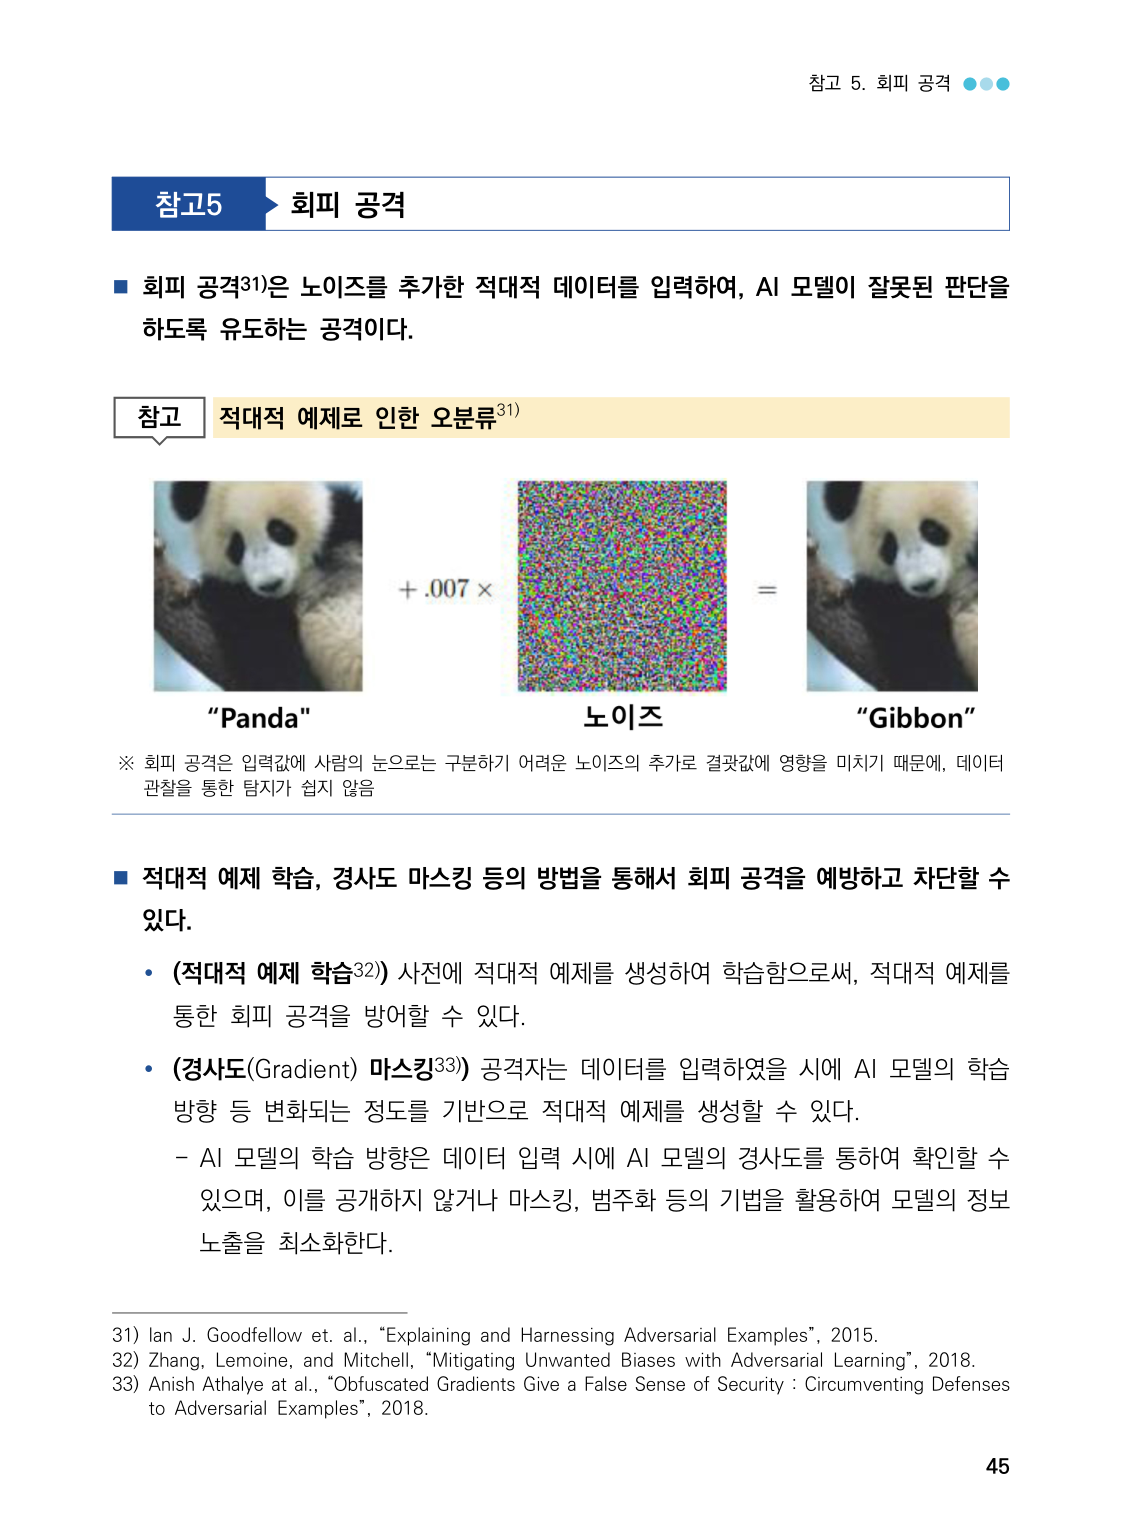 참고 5. 회피 공격
참고5 회피 공격
■ 회피 공격31)은 노이즈를 추가한 적대적 데이터를 입력하여, AI 모델이 잘못된 판단을
하도록 유도하는 공격이다.
참고 적대적 예제로 인한 오분류31)
+ .007 × =
“Panda" 노이즈 “Gibbon”
※ 회피 공격은 입력값에 사람의 눈으로는 구분하기 어려운 노이즈의 추가로 결괏값에 영향을 미치기 때문에, 데이터
관찰을 통한 탐지가 쉽지 않음
■ 적대적 예제 학습, 경사도 마스킹 등의 방법을 통해서 회피 공격을 예방하고 차단할 수
있다.
• (적대적 예제 학습32)) 사전에 적대적 예제를 생성하여 학습함으로써, 적대적 예제를
통한 회피 공격을 방어할 수 있다.
• (경사도(Gradient) 마스킹33)) 공격자는 데이터를 입력하였을 시에 AI 모델의 학습
방향 등 변화되는 정도를 기반으로 적대적 예제를 생성할 수 있다.
– AI 모델의 학습 방향은 데이터 입력 시에 AI 모델의 경사도를 통하여 확인할 수
있으며, 이를 공개하지 않거나 마스킹, 범주화 등의 기법을 활용하여 모델의 정보
노출을 최소화한다.
31) Ian J. Goodfellow et. al., “Explaining and Harnessing Adversarial Examples”, 2015.
32) Zhang, Lemoine, and Mitchell, “Mitigating Unwanted Biases with Adversarial Learning”, 2018.
33) Anish Athalye at al., “Obfuscated Gradients Give a False Sense of Security : Circumventing Defenses
to Adversarial Examples”, 2018.
45